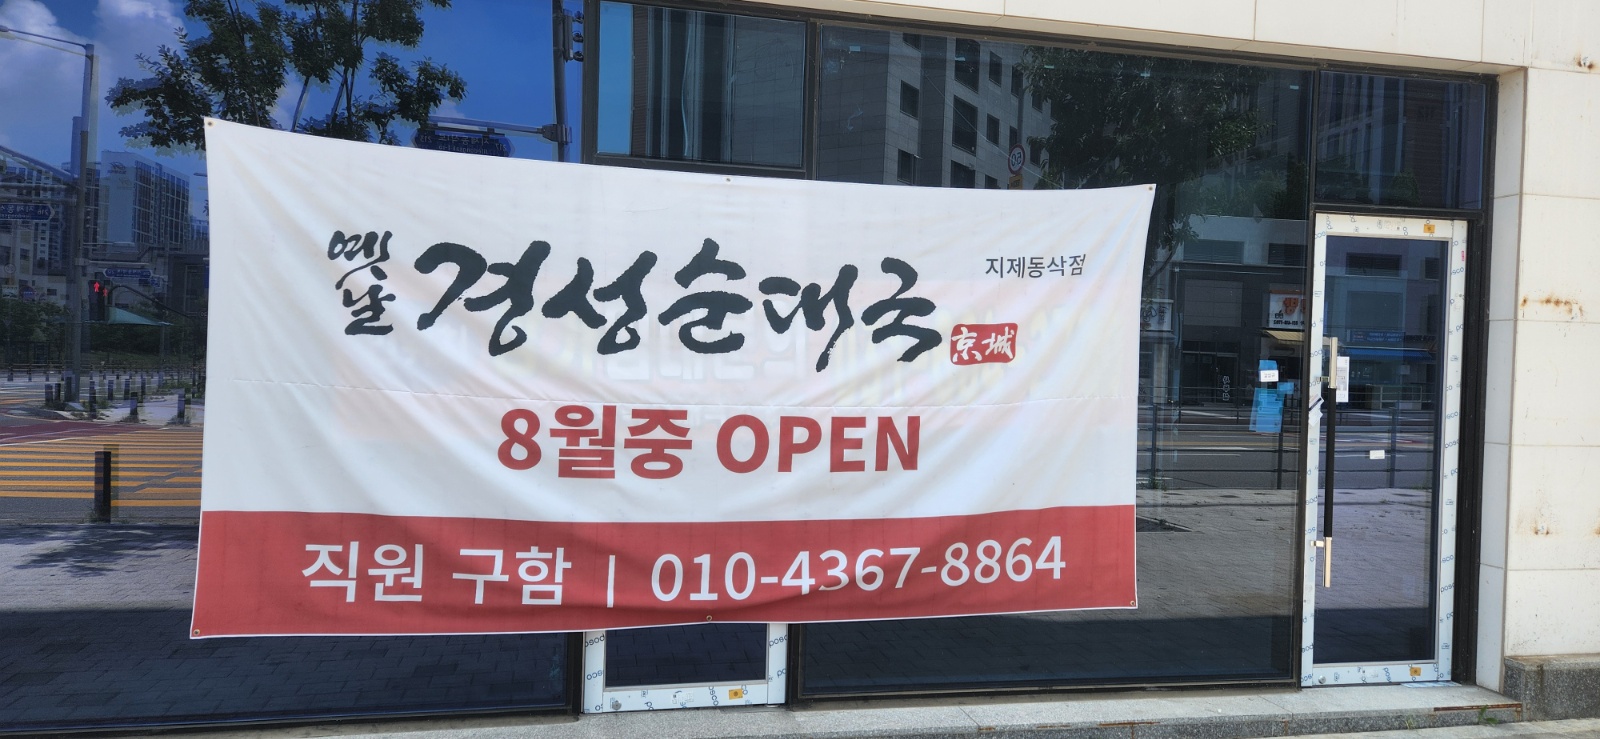 옛날 경성순대국
지제동삭점
京城
8월중 OPEN
직원 구함 | 010-4367-8864